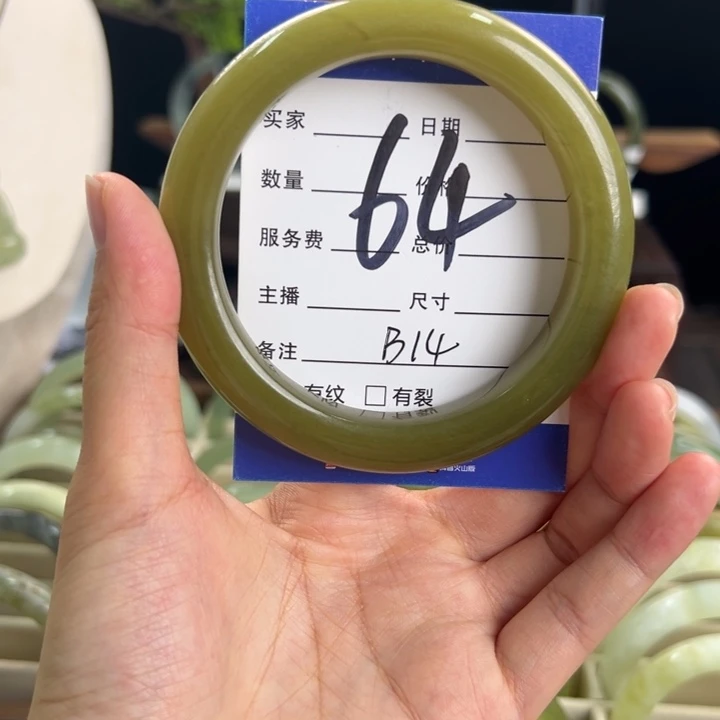 买家 日期
数量 价格
64
服务费 总价
主播 尺寸
备注 B14
有纹 □有裂